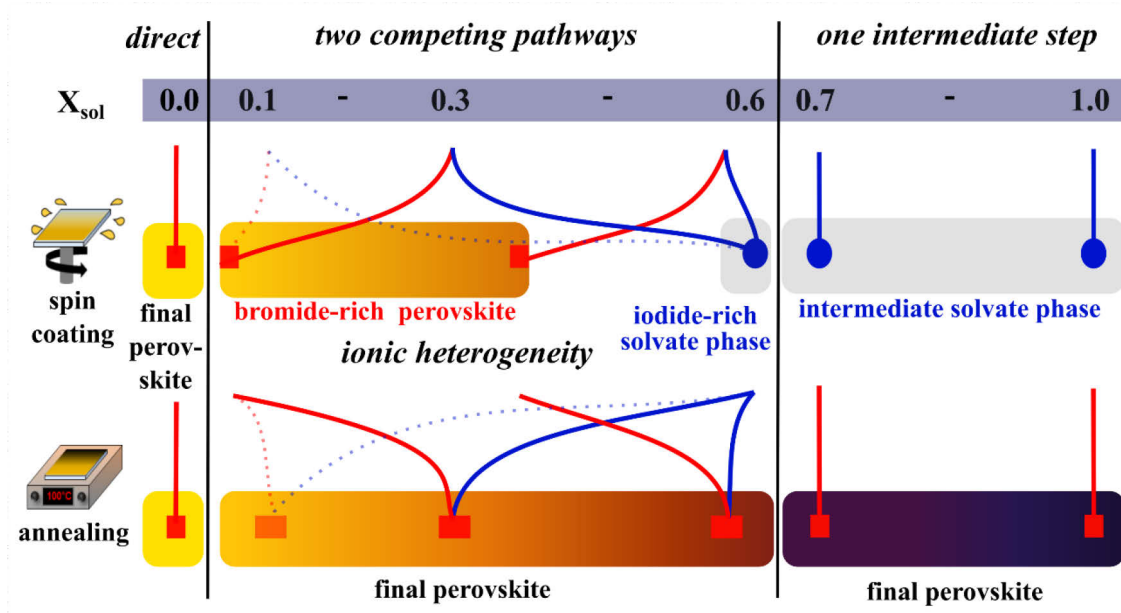 direct two competing pathways one intermediate step
X_sol 0.0 0.1 - 0.3 - 0.6 0.7 - 1.0
spin
coating
final
perov-
skite
bromide-rich perovskite
iodide-rich
solvate phase
intermediate solvate phase
ionic heterogeneity
100°C
annealing
final perovskite
final perovskite